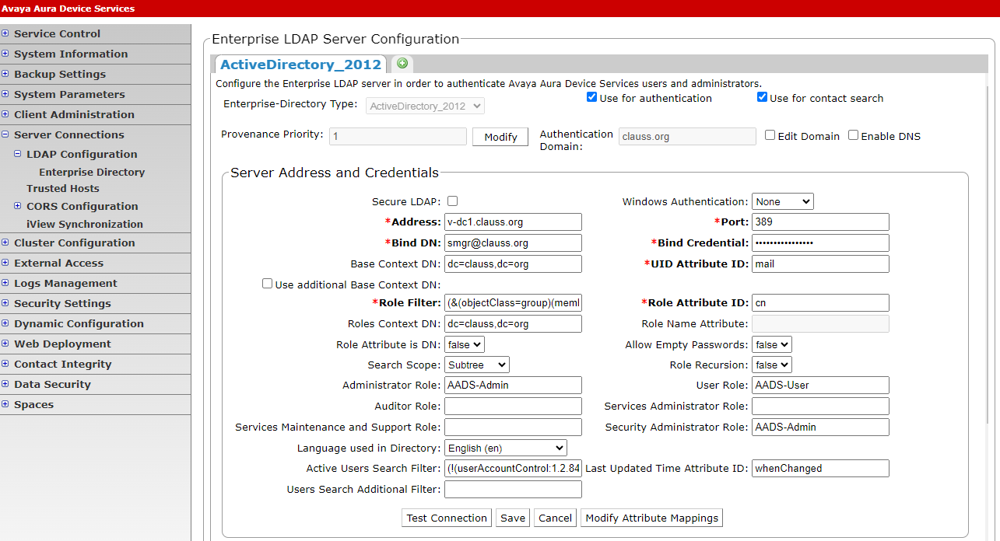 Avaya Aura Device Services
Service Control
System Information
Backup Settings
System Parameters
Client Administration
Server Connections
LDAP Configuration
Enterprise Directory
Trusted Hosts
CORS Configuration
iView Synchronization
Cluster Configuration
External Access
Logs Management
Security Settings
Dynamic Configuration
Web Deployment
Contact Integrity
Data Security
Spaces
Enterprise LDAP Server Configuration
ActiveDirectory_2012
Configure the Enterprise LDAP server in order to authenticate Avaya Aura Device Services users and administrators.
Enterprise-Directory Type: ActiveDirectory_2012 Use for authentication Use for contact search
Provenance Priority: 1 Modify Authentication Domain: clauss.org Edit Domain Enable DNS
Server Address and Credentials
Secure LDAP: Windows Authentication: None
*Address: v-dc1.clauss.org *Port: 389
*Bind DN: smgr@clauss.org *Bind Credential: ••••••••••••••••
Base Context DN: dc=clauss,dc=org *UID Attribute ID: mail
Use additional Base Context DN:
*Role Filter: (&(objectClass=group)(meml *Role Attribute ID: cn
Roles Context DN: dc=clauss,dc=org Role Name Attribute:
Role Attribute is DN: false Allow Empty Passwords: false
Search Scope: Subtree Role Recursion: false
Administrator Role: AADS-Admin User Role: AADS-User
Auditor Role: Services Administrator Role:
Services Maintenance and Support Role: Security Administrator Role: AADS-Admin
Language used in Directory: English (en)
Active Users Search Filter: (!(userAccountControl:1.2.84 Last Updated Time Attribute ID: whenChanged
Users Search Additional Filter:
Test Connection Save Cancel Modify Attribute Mappings